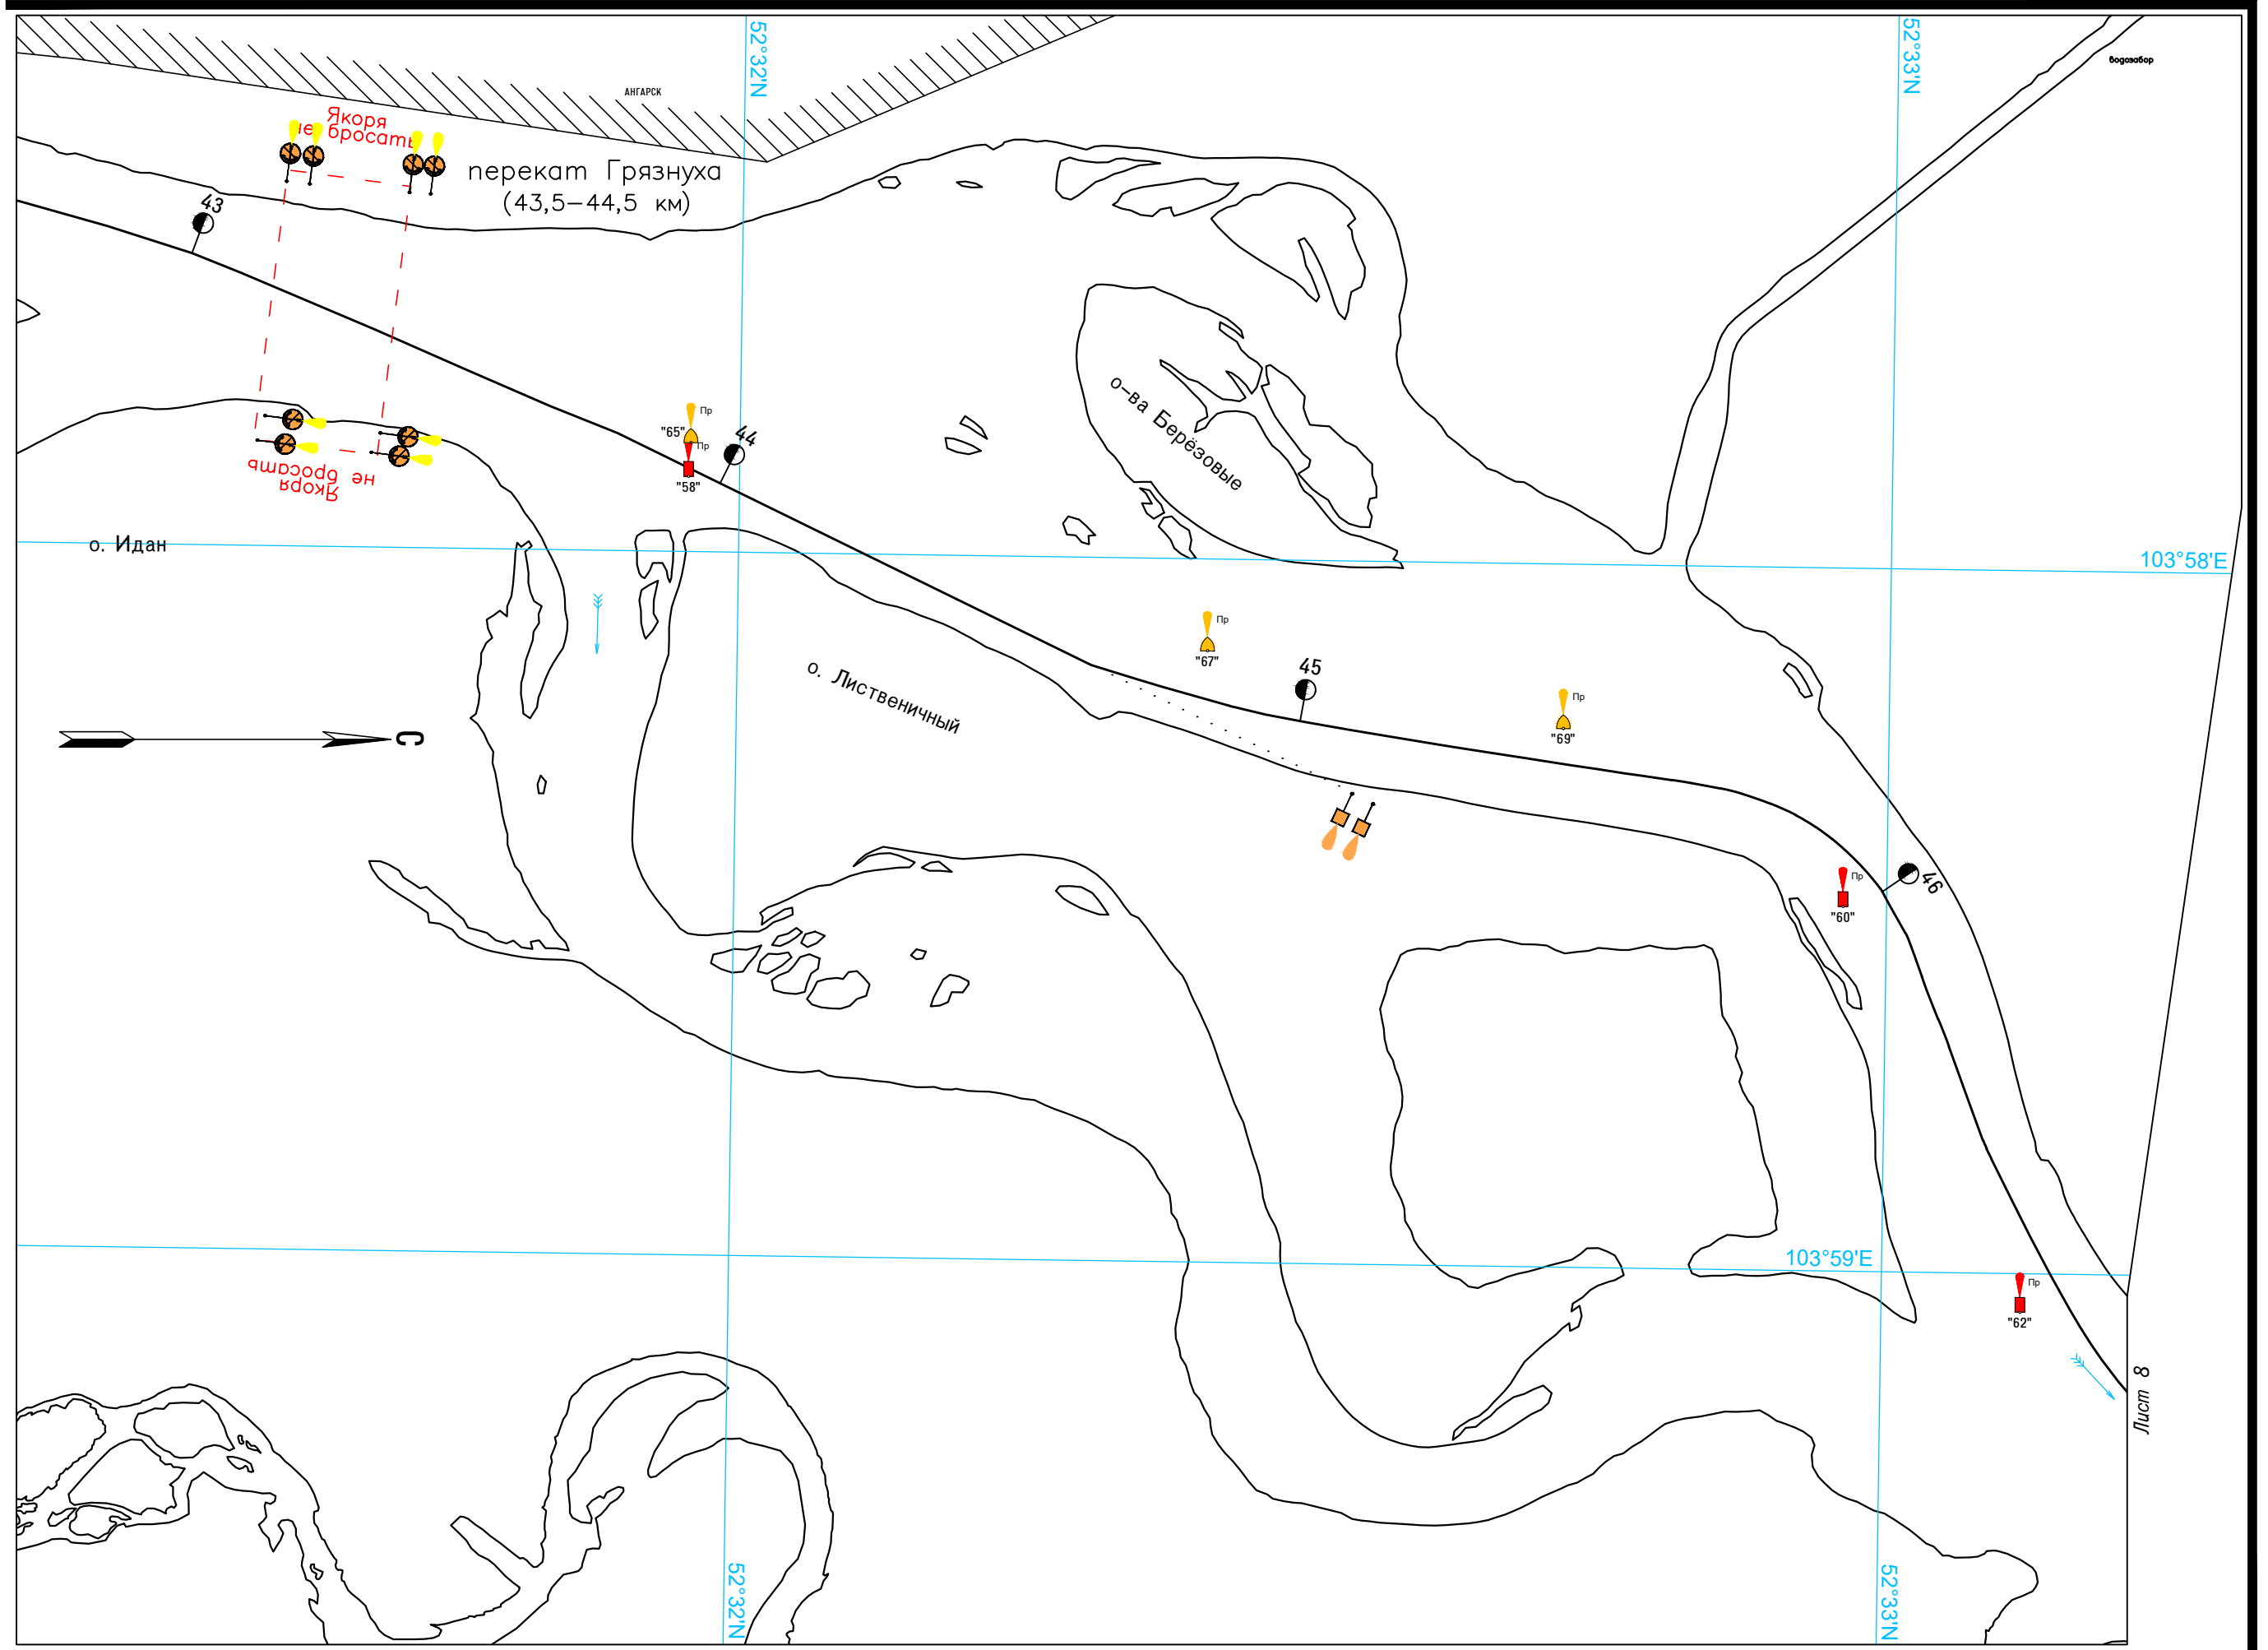 52°32'N
52°33'N
водозабор
АНГАРСК
Якоря
не бросать
перекат Грязнуха
(43,5–44,5 км)
43
о-ва Берёзовые
Пр
"65"
Пр
"58"
44
Якоря
не бросать
о. Идан
103°58'E
Пр
"67"
45
о. Лиственичный
Пр
"69"
С
Пр
"60"
46
103°59'E
Пр
"62"
Лист 8
52°32'N
52°33'N